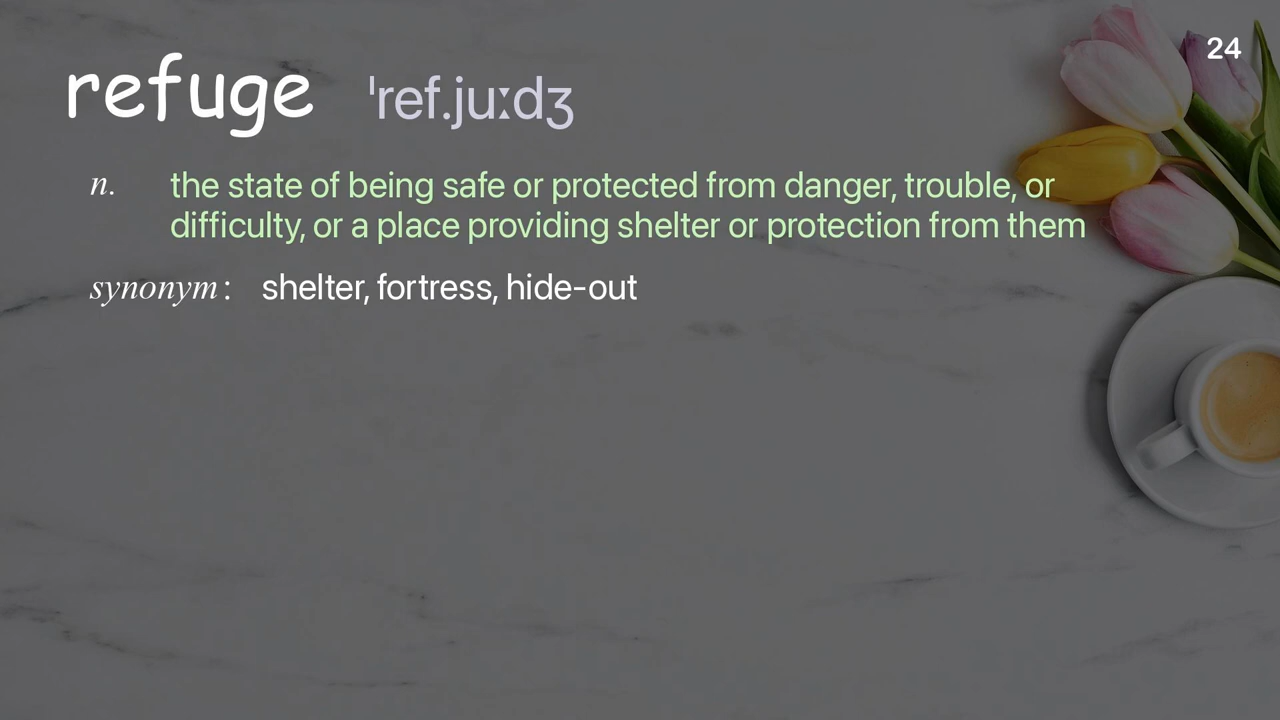 24
refuge ˈref.juːdʒ
n. the state of being safe or protected from danger, trouble, or
difficulty, or a place providing shelter or protection from them
synonym: shelter, fortress, hide-out